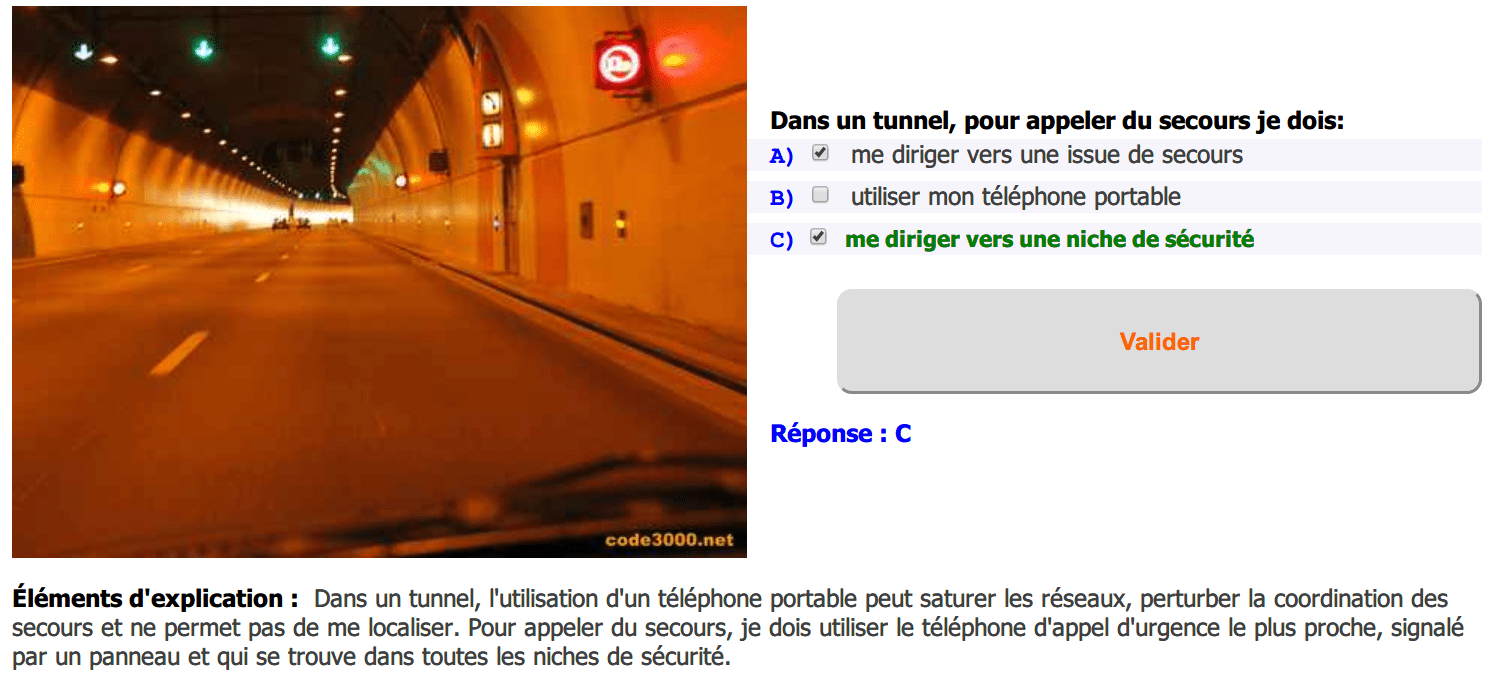 Dans un tunnel, pour appeler du secours je dois:
A) me diriger vers une issue de secours
B) utiliser mon téléphone portable
C) me diriger vers une niche de sécurité
Valider
Réponse : C
code3000.net
Éléments d'explication : Dans un tunnel, l'utilisation d'un téléphone portable peut saturer les réseaux, perturber la coordination des
secours et ne permet pas de me localiser. Pour appeler du secours, je dois utiliser le téléphone d'appel d'urgence le plus proche, signalé
par un panneau et qui se trouve dans toutes les niches de sécurité.